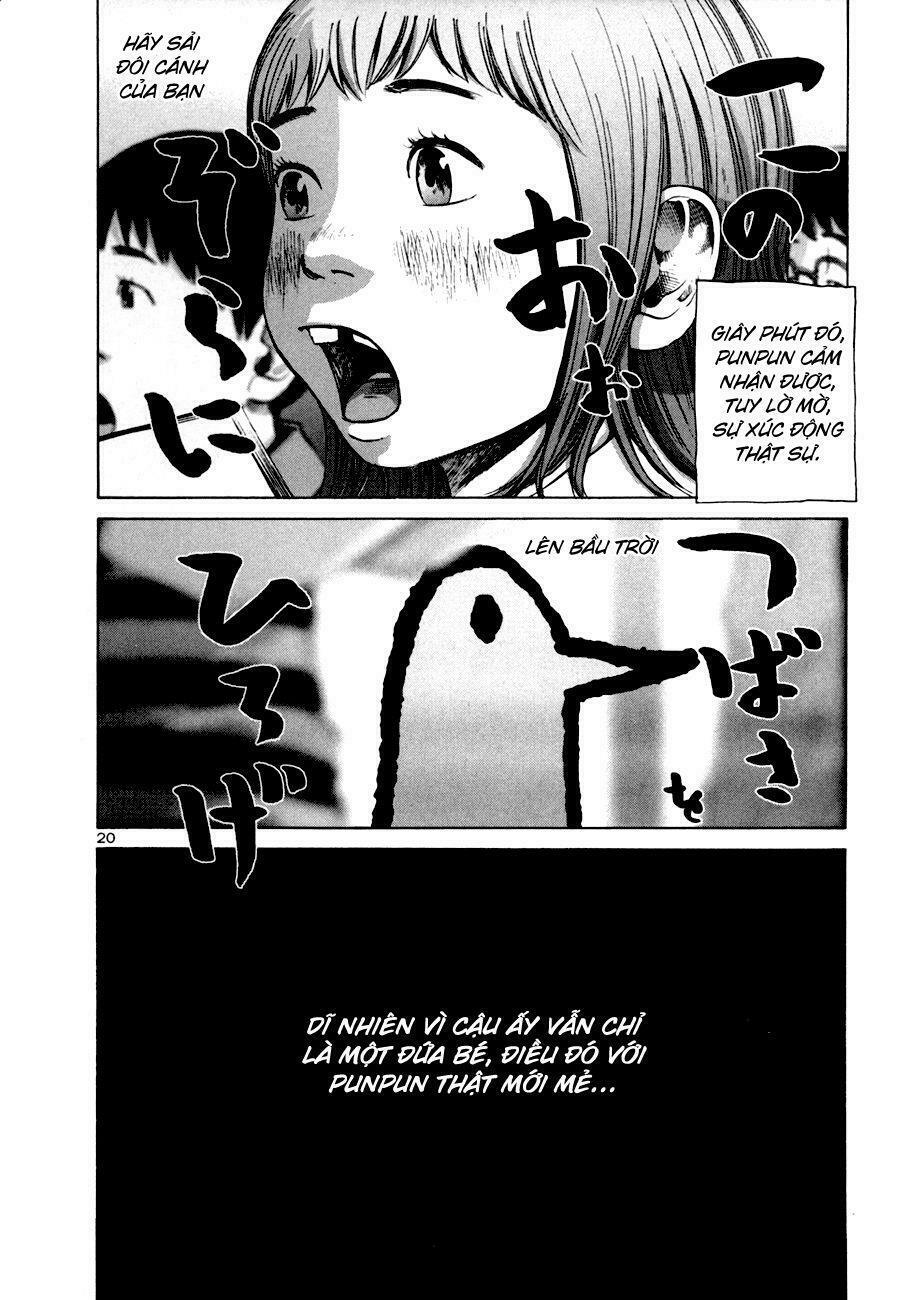 HÃY SẢI
ĐÔI CÁNH
CỦA BẠN
この
おお
ぞ～らに
GIÂY PHÚT ĐÓ,
PUNPUN CẢM
NHẬN ĐƯỢC,
TUY LỜ MỜ,
SỰ XÚC ĐỘNG
THẬT SỰ.
LÊN BẦU TRỜI
つばさ
を
ひろげ
20
DĨ NHIÊN VÌ CẬU ẤY VẪN CHỈ
LÀ MỘT ĐỨA BÉ, ĐIỀU ĐÓ VỚI
PUNPUN THẬT MỚI MẺ...